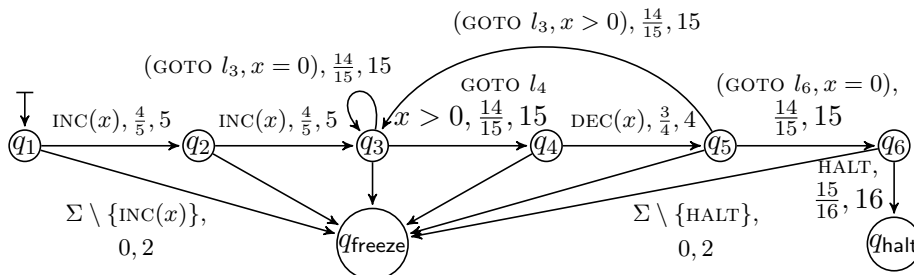 (GOTO l₃, x > 0), 14/15, 15
(GOTO l₃, x = 0), 14/15, 15
GOTO l₄
(GOTO l₆, x = 0),
INC(x), 4/5, 5
INC(x), 4/5, 5
x > 0, 14/15, 15
DEC(x), 3/4, 4
14/15, 15
q₁
q₂
q₃
q₄
q₅
q₆
HALT,
15/16, 16
Σ \ {INC(x)},
0, 2
Σ \ {HALT},
0, 2
q_freeze
q_halt